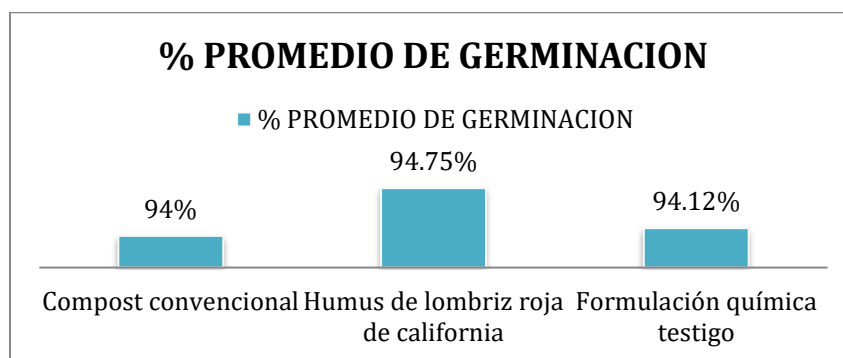 % PROMEDIO DE GERMINACION
% PROMEDIO DE GERMINACION
94%
94.75%
94.12%
Compost convencional
Humus de lombriz roja
de california
Formulación química
testigo